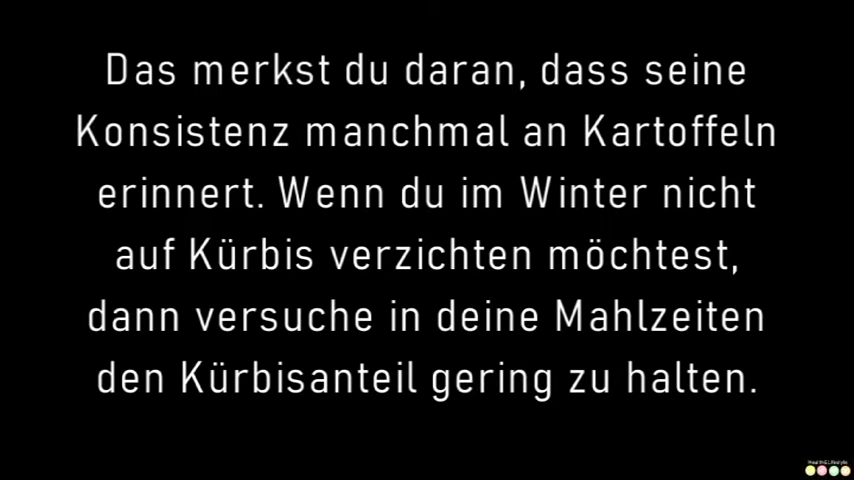 Das merkst du daran, dass seine
Konsistenz manchmal an Kartoffeln
erinnert. Wenn du im Winter nicht
auf Kürbis verzichten möchtest,
dann versuche in deine Mahlzeiten
den Kürbisanteil gering zu halten.